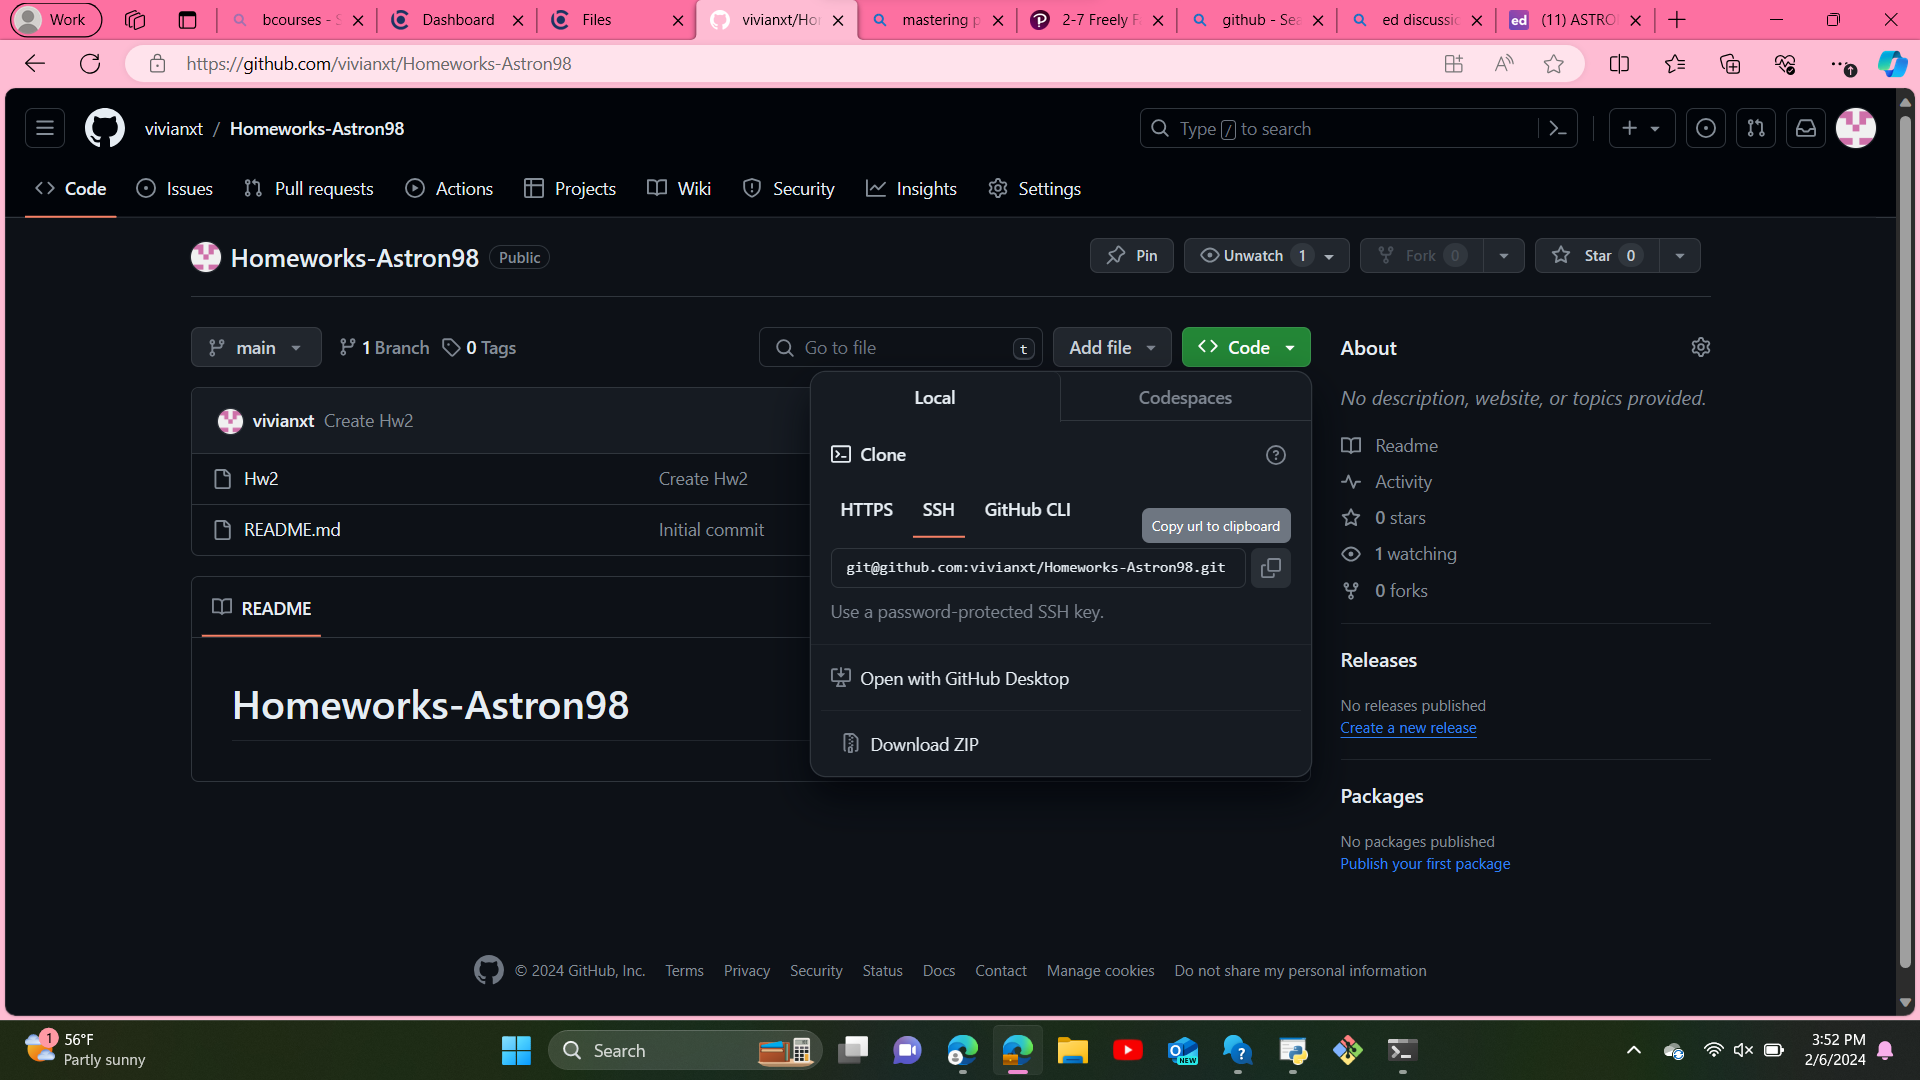 Work
bcourses - S
Dashboard
Files
vivianxt/Hor
mastering p
2-7 Freely F
github - Sea
ed discussio
ed (11) ASTRO
https://github.com/vivianxt/Homeworks-Astron98
vivianxt / Homeworks-Astron98
Type / to search
Code
Issues
Pull requests
Actions
Projects
Wiki
Security
Insights
Settings
Homeworks-Astron98 Public
Pin
Unwatch 1
Fork 0
Star 0
main
1 Branch
0 Tags
Go to file t
Add file
Code
About
No description, website, or topics provided.
vivianxt Create Hw2
Hw2 Create Hw2
README.md Initial commit
README
Homeworks-Astron98
Local
Codespaces
Clone
HTTPS
SSH
GitHub CLI
Copy url to clipboard
git@github.com:vivianxt/Homeworks-Astron98.git
Use a password-protected SSH key.
Open with GitHub Desktop
Download ZIP
Readme
Activity
0 stars
1 watching
0 forks
Releases
No releases published
Create a new release
Packages
No packages published
Publish your first package
© 2024 GitHub, Inc. Terms Privacy Security Status Docs Contact Manage cookies Do not share my personal information
1
56°F
Partly sunny
Search
NEW
3:52 PM
2/6/2024